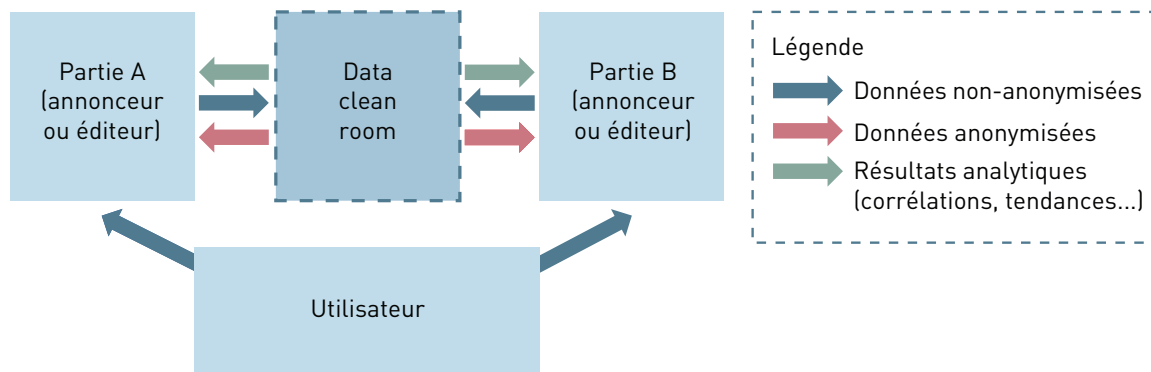 Partie A
(annonceur
ou éditeur)
Data
clean
room
Partie B
(annonceur
ou éditeur)
Utilisateur
Légende
Données non-anonymisées
Données anonymisées
Résultats analytiques
(corrélations, tendances...)